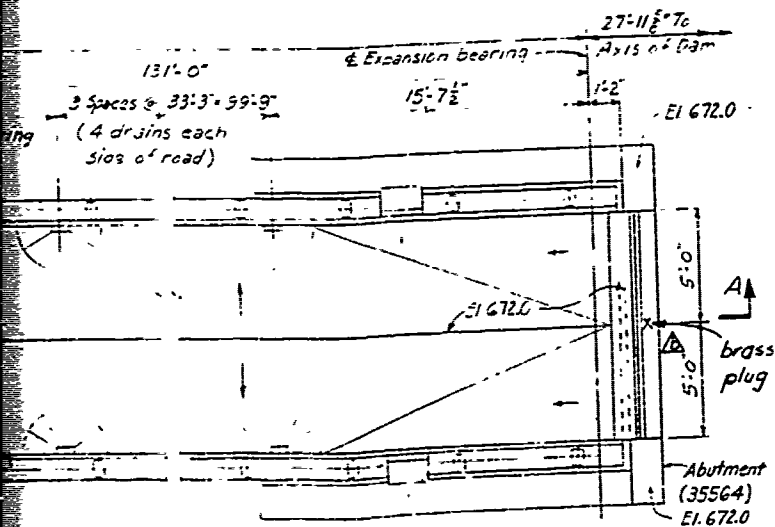 27'-11⅝" To
Axis of Dam
131'-0"
℄ Expansion bearing
1'-2"
3 Spaces @ 33'-3" = 99'-9"
15'-7½"
El. 672.0
(4 drains each
side of road)
El 672.0
5'-0"
A
brass
plug
5'-0"
Abutment
(35564)
El. 672.0